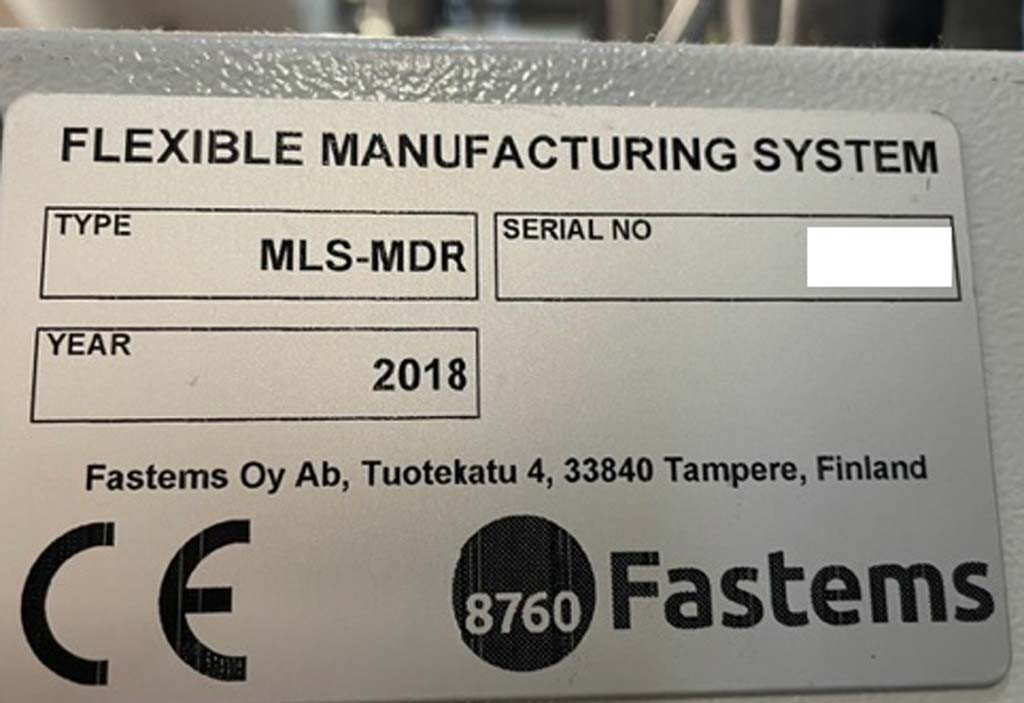 FLEXIBLE MANUFACTURING SYSTEM
TYPE MLS-MDR
SERIAL NO
YEAR 2018
Fastems Oy Ab, Tuotekatu 4, 33840 Tampere, Finland
CE 8760 Fastems